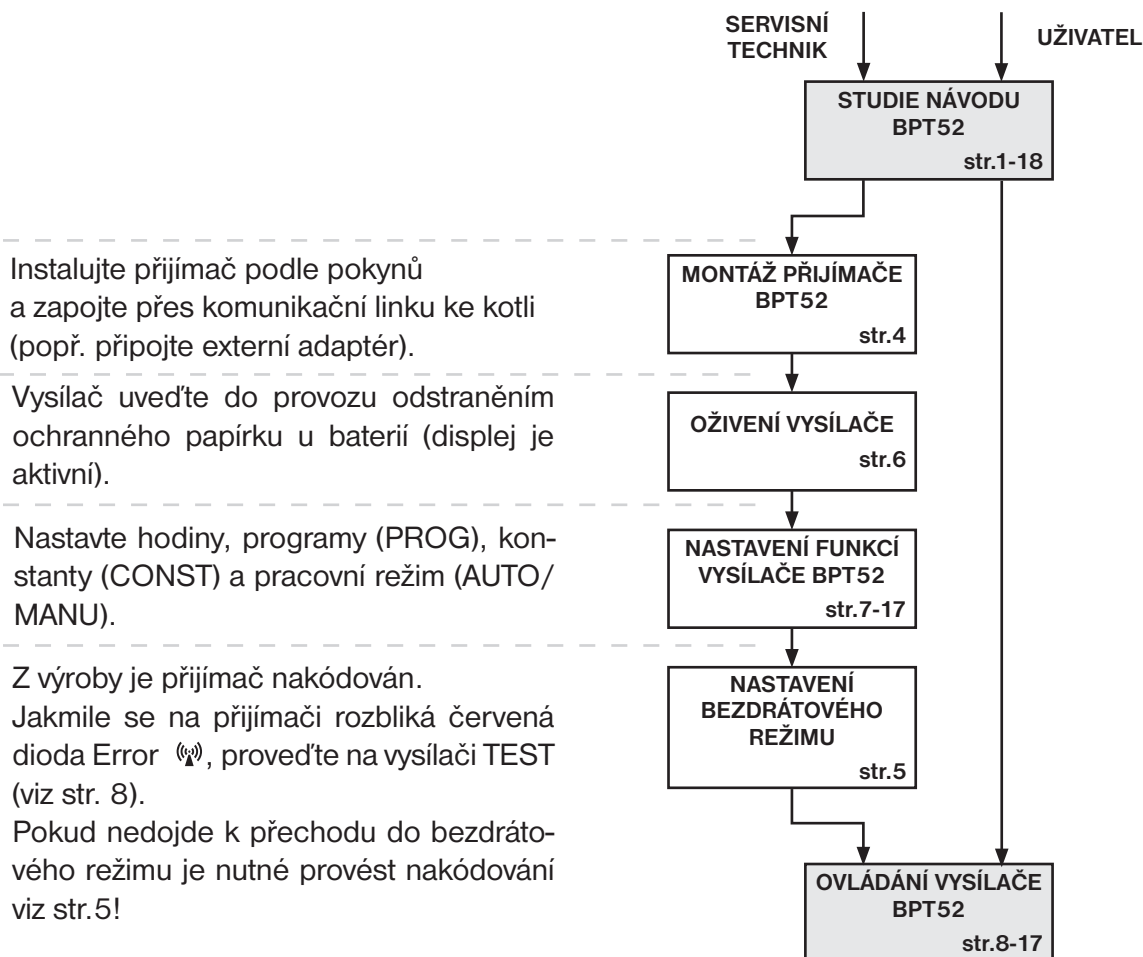 SERVISNÍ
TECHNIK
UŽIVATEL
STUDIE NÁVODU
BPT52
str.1-18
Instalujte přijímač podle pokynů
a zapojte přes komunikační linku ke kotli
(popř. připojte externí adaptér).
MONTÁŽ PŘIJÍMAČE
BPT52
str.4
Vysílač uveďte do provozu odstraněním
ochranného papírku u baterií (displej je
aktivní).
OŽIVENÍ VYSÍLAČE
str.6
Nastavte hodiny, programy (PROG), kon-
stanty (CONST) a pracovní režim (AUTO/
MANU).
NASTAVENÍ FUNKCÍ
VYSÍLAČE BPT52
str.7-17
Z výroby je přijímač nakódován.
Jakmile se na přijímači rozbliká červená
dioda Error , proveďte na vysílači TEST
(viz str. 8).
Pokud nedojde k přechodu do bezdráto-
vého režimu je nutné provést nakódování
viz str.5!
NASTAVENÍ
BEZDRÁTOVÉHO
REŽIMU
str.5
OVLÁDÁNÍ VYSÍLAČE
BPT52
str.8-17